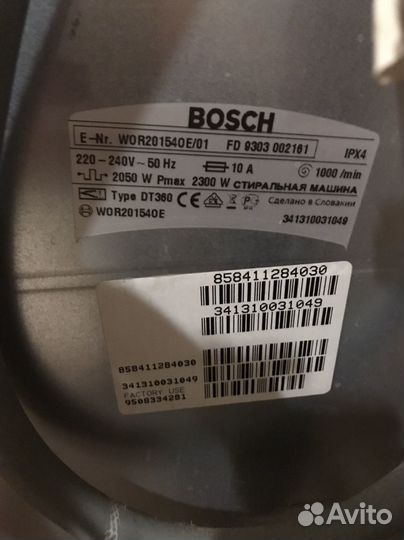 BOSCH
E-Nr. WOR20154OE/01 FD 9303 002161
IPX4
220-240V~50 Hz 10 A 1000/min
2050 W Pmax 2300 W СТИРАЛЬНАЯ МАШИНА
Type DT360 Сделано в Словакии
WOR20154OE 341310031049
858411284030
341310031049
858411284030
341310031049
FACTORY USE
9508334281
Avito